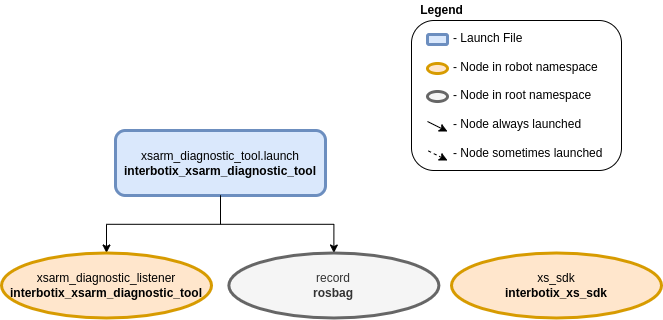 Legend
- Launch File
- Node in robot namespace
- Node in root namespace
- Node always launched
- Node sometimes launched
xsarm_diagnostic_tool.launch
interbotix_xsarm_diagnostic_tool
xsarm_diagnostic_listener
interbotix_xsarm_diagnostic_tool
record
rosbag
xs_sdk
interbotix_xs_sdk